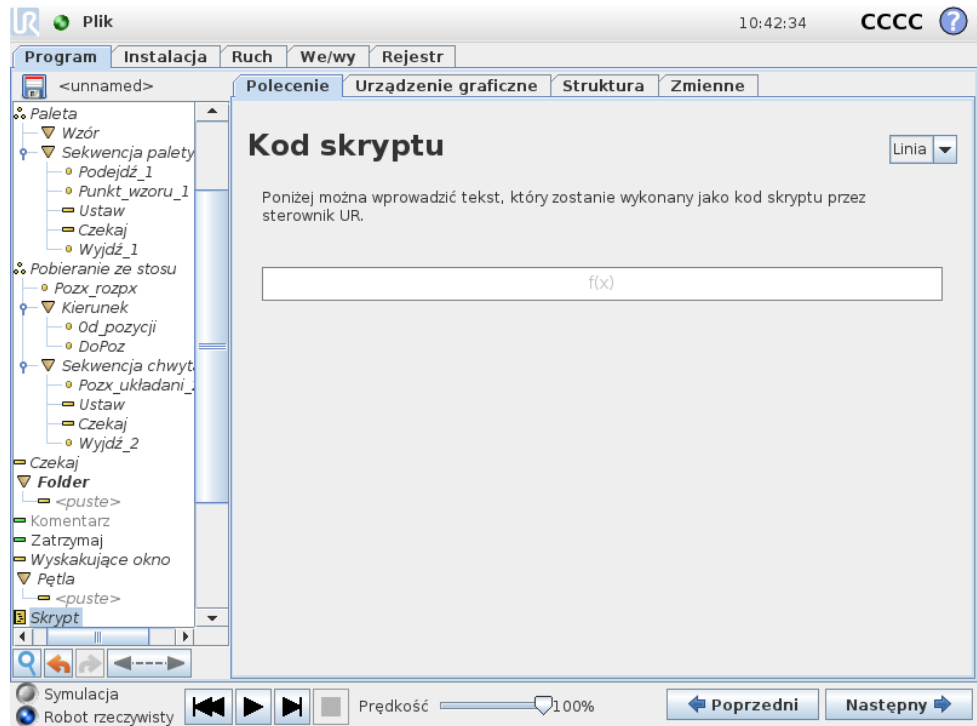 UR Plik 10:42:34 CCCC ?
Program Instalacja Ruch We/wy Rejestr
<unnamed>
Polecenie Urządzenie graficzne Struktura Zmienne
Paleta
Wzór
Sekwencja palety
Podejdź_1
Punkt_wzoru_1
Ustaw
Czekaj
Wyjdź_1
Pobieranie ze stosu
Pozx_rozpx
Kierunek
Od_pozycji
DoPoz
Sekwencja chwyt
Pozx_układani_
Ustaw
Czekaj
Wyjdź_2
Czekaj
Folder
<puste>
Komentarz
Zatrzymaj
Wyskakujące okno
Pętla
<puste>
Skrypt
Kod skryptu
Linia
Poniżej można wprowadzić tekst, który zostanie wykonany jako kod skryptu przez
sterownik UR.
f(x)
Symulacja
Robot rzeczywisty
Prędkość 100%
Poprzedni Następny